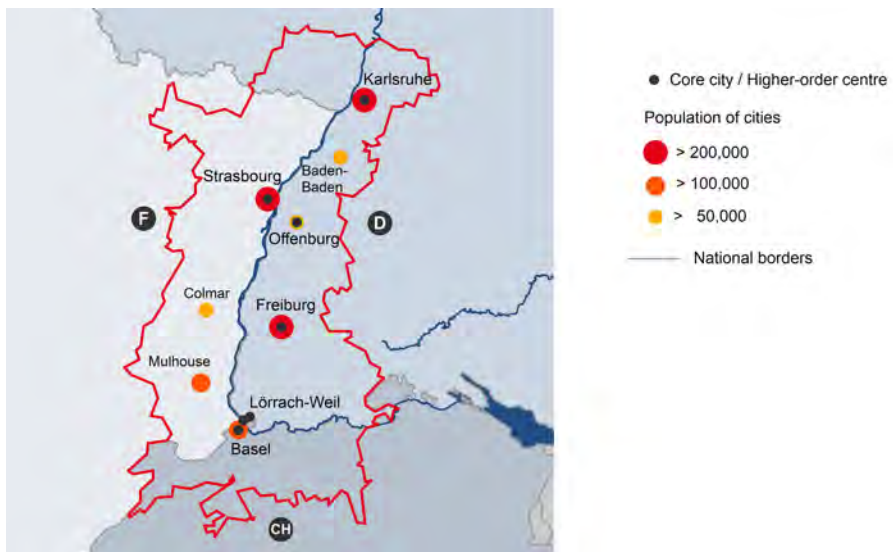 Karlsruhe
Baden-
Baden
Strasbourg
F
D
Offenburg
Colmar
Freiburg
Mulhouse
Lörrach-Weil
Basel
CH
Core city / Higher-order centre
Population of cities
> 200,000
> 100,000
> 50,000
National borders